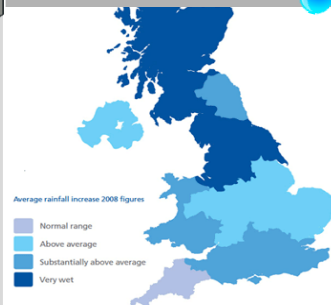 Average rainfall increase 2008 figures
Normal range
Above average
Substantially above average
Very wet